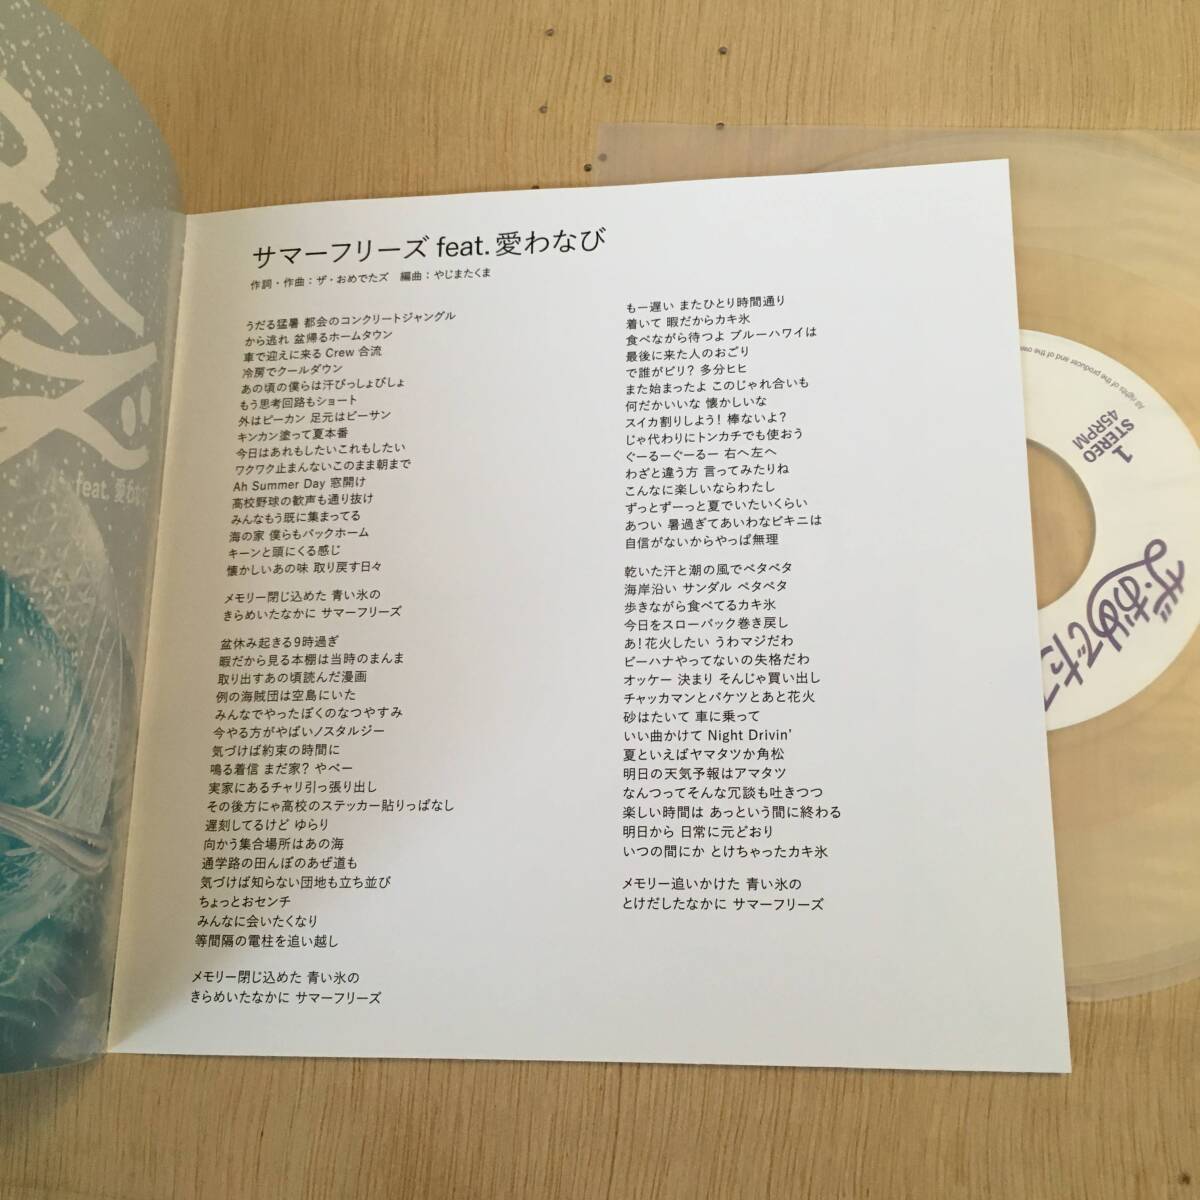 サマーフリーズ feat. 愛わなび
作詞・作曲：ザ・おめでたズ　編曲：やじまたくま
うだる猛暑 都会のコンクリートジャングル
から逃れ 盆帰るホームタウン
車で迎えに来る Crew 合流
冷房でクールダウン
あの頃の僕らは汗びっしょびしょ
もう思考回路もショート
外はピーカン 足元はビーサン
キンカン塗って夏本番
今日はあれもしたいこれもしたい
ワクワク止まんないこのまま朝まで
Ah Summer Day 窓開け
高校野球の歓声も通り抜け
みんなもう既に集まってる
海の家 僕らもバックホーム
キーンと頭にくる感じ
懐かしいあの味 取り戻す日々
メモリー閉じ込めた 青い氷の
きらめいたなかに サマーフリーズ
盆休み起きる9時過ぎ
暇だから見る本棚は当時のまんま
取り出すあの頃読んだ漫画
例の海賊団は空島にいた
みんなでやったぼくのなつやすみ
今やる方がやばいノスタルジー
気づけば約束の時間に
鳴る着信 まだ家？ やべー
実家にあるチャリ引っ張り出し
その後方にゃ高校のステッカー貼りっぱなし
遅刻してるけど ゆらり
向かう集合場所はあの海
通学路の田んぼのあぜ道も
気づけば知らない団地も立ち並び
ちょっとおセンチ
みんなに会いたくなり
等間隔の電柱を追い越し
メモリー閉じ込めた 青い氷の
きらめいたなかに サマーフリーズ
もー遅い またひとり時間通り
着いて 暇だからカキ氷
食べながら待つよ ブルーハワイは
最後に来た人のおごり
で誰がビリ？ 多分ヒヒ
また始まったよ このじゃれ合いも
何だかいいな 懐かしいな
スイカ割りしよう！ 棒ないよ？
じゃ代わりにトンカチでも使おう
ぐーるーぐーるー 右へ左へ
わざと違う方 言ってみたりね
こんなに楽しいならわたし
ずっとずーっと夏でいたいくらい
あつい 暑過ぎてあいわなビキニは
自信がないからやっぱ無理
乾いた汗と潮の風でベタベタ
海岸沿い サンダル ペタペタ
歩きながら食べてるカキ氷
今日をスローバック巻き戻し
あ！花火したい うわマジだわ
ビーハナやってないの失格だわ
オッケー 決まり そんじゃ買い出し
チャッカマンとバケツとあと花火
砂はたいて 車に乗って
いい曲かけて Night Drivin'
夏といえばヤマタツか角松
明日の天気予報はアマタツ
なんつってそんな冗談も吐きつつ
楽しい時間は あっという間に終わる
明日から 日常に元どおり
いつの間にか とけちゃったカキ氷
メモリー追いかけた 青い氷の
とけだしたなかに サマーフリーズ
feat. 愛わな
All rights of the producer and of the
1
STEREO
45RPM
ザ・おめでたズ